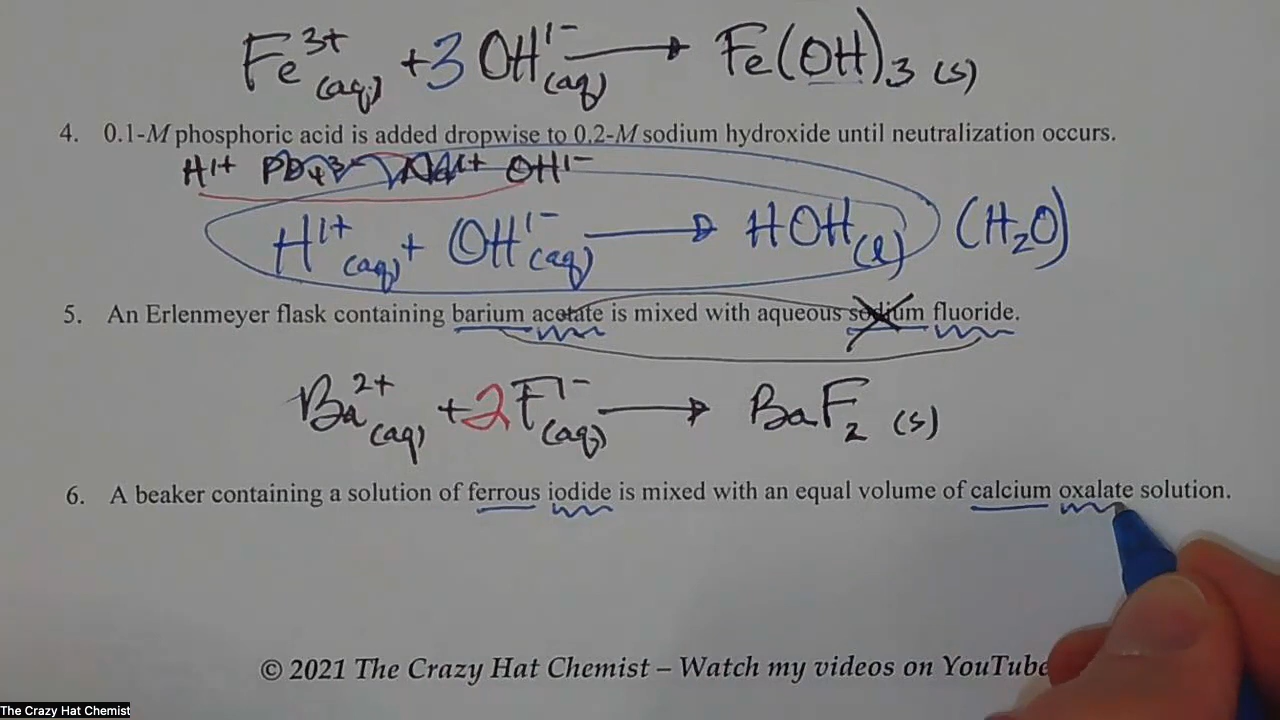 Fe³⁺(aq) + 3 OH¹⁻(aq) → Fe(OH)₃ (s)
4. 0.1-M phosphoric acid is added dropwise to 0.2-M sodium hydroxide until neutralization occurs.
H¹⁺ PO₄³⁻ Na¹⁺ OH¹⁻
H¹⁺(aq) + OH¹⁻(aq) → HOH(l) (H₂O)
5. An Erlenmeyer flask containing barium acetate is mixed with aqueous sodium fluoride.
Ba²⁺(aq) + 2 F¹⁻(aq) → BaF₂ (s)
6. A beaker containing a solution of ferrous iodide is mixed with an equal volume of calcium oxalate solution.
© 2021 The Crazy Hat Chemist – Watch my videos on YouTube
The Crazy Hat Chemist